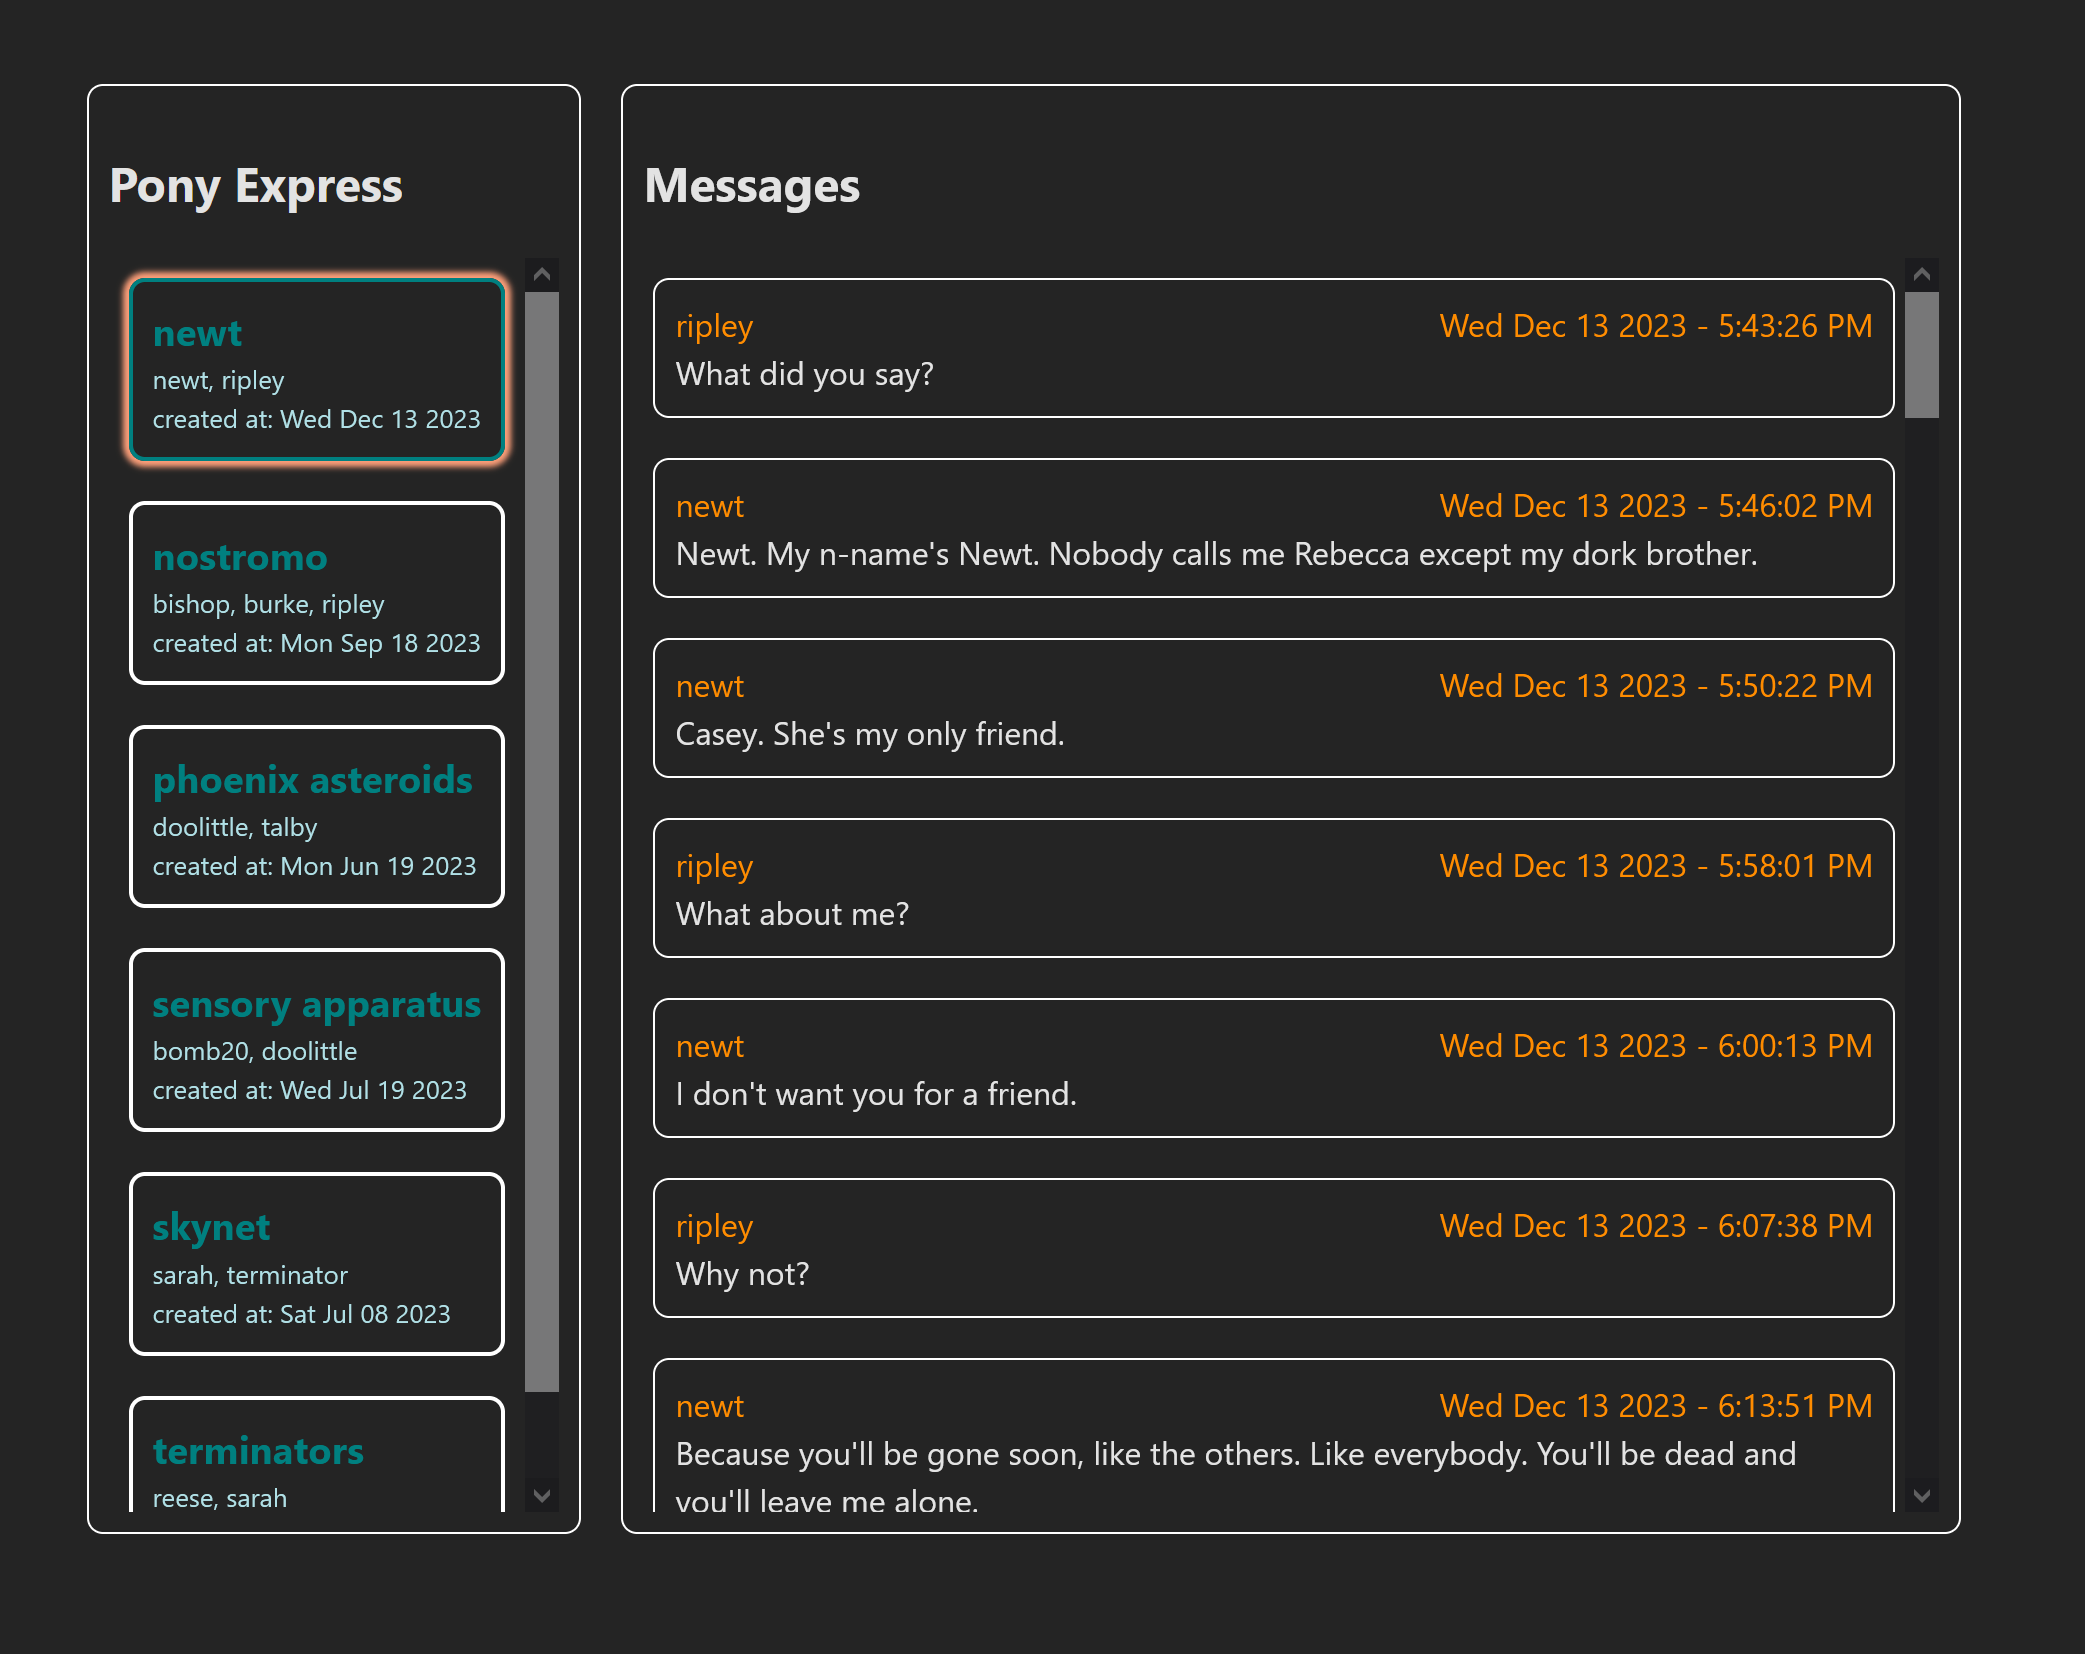 Pony Express
newt
newt, ripley
created at: Wed Dec 13 2023
nostromo
bishop, burke, ripley
created at: Mon Sep 18 2023
phoenix asteroids
doolittle, talby
created at: Mon Jun 19 2023
sensory apparatus
bomb20, doolittle
created at: Wed Jul 19 2023
skynet
sarah, terminator
created at: Sat Jul 08 2023
terminators
reese, sarah
Messages
ripley Wed Dec 13 2023 - 5:43:26 PM
What did you say?
newt Wed Dec 13 2023 - 5:46:02 PM
Newt. My n-name's Newt. Nobody calls me Rebecca except my dork brother.
newt Wed Dec 13 2023 - 5:50:22 PM
Casey. She's my only friend.
ripley Wed Dec 13 2023 - 5:58:01 PM
What about me?
newt Wed Dec 13 2023 - 6:00:13 PM
I don't want you for a friend.
ripley Wed Dec 13 2023 - 6:07:38 PM
Why not?
newt Wed Dec 13 2023 - 6:13:51 PM
Because you'll be gone soon, like the others. Like everybody. You'll be dead and
you'll leave me alone.